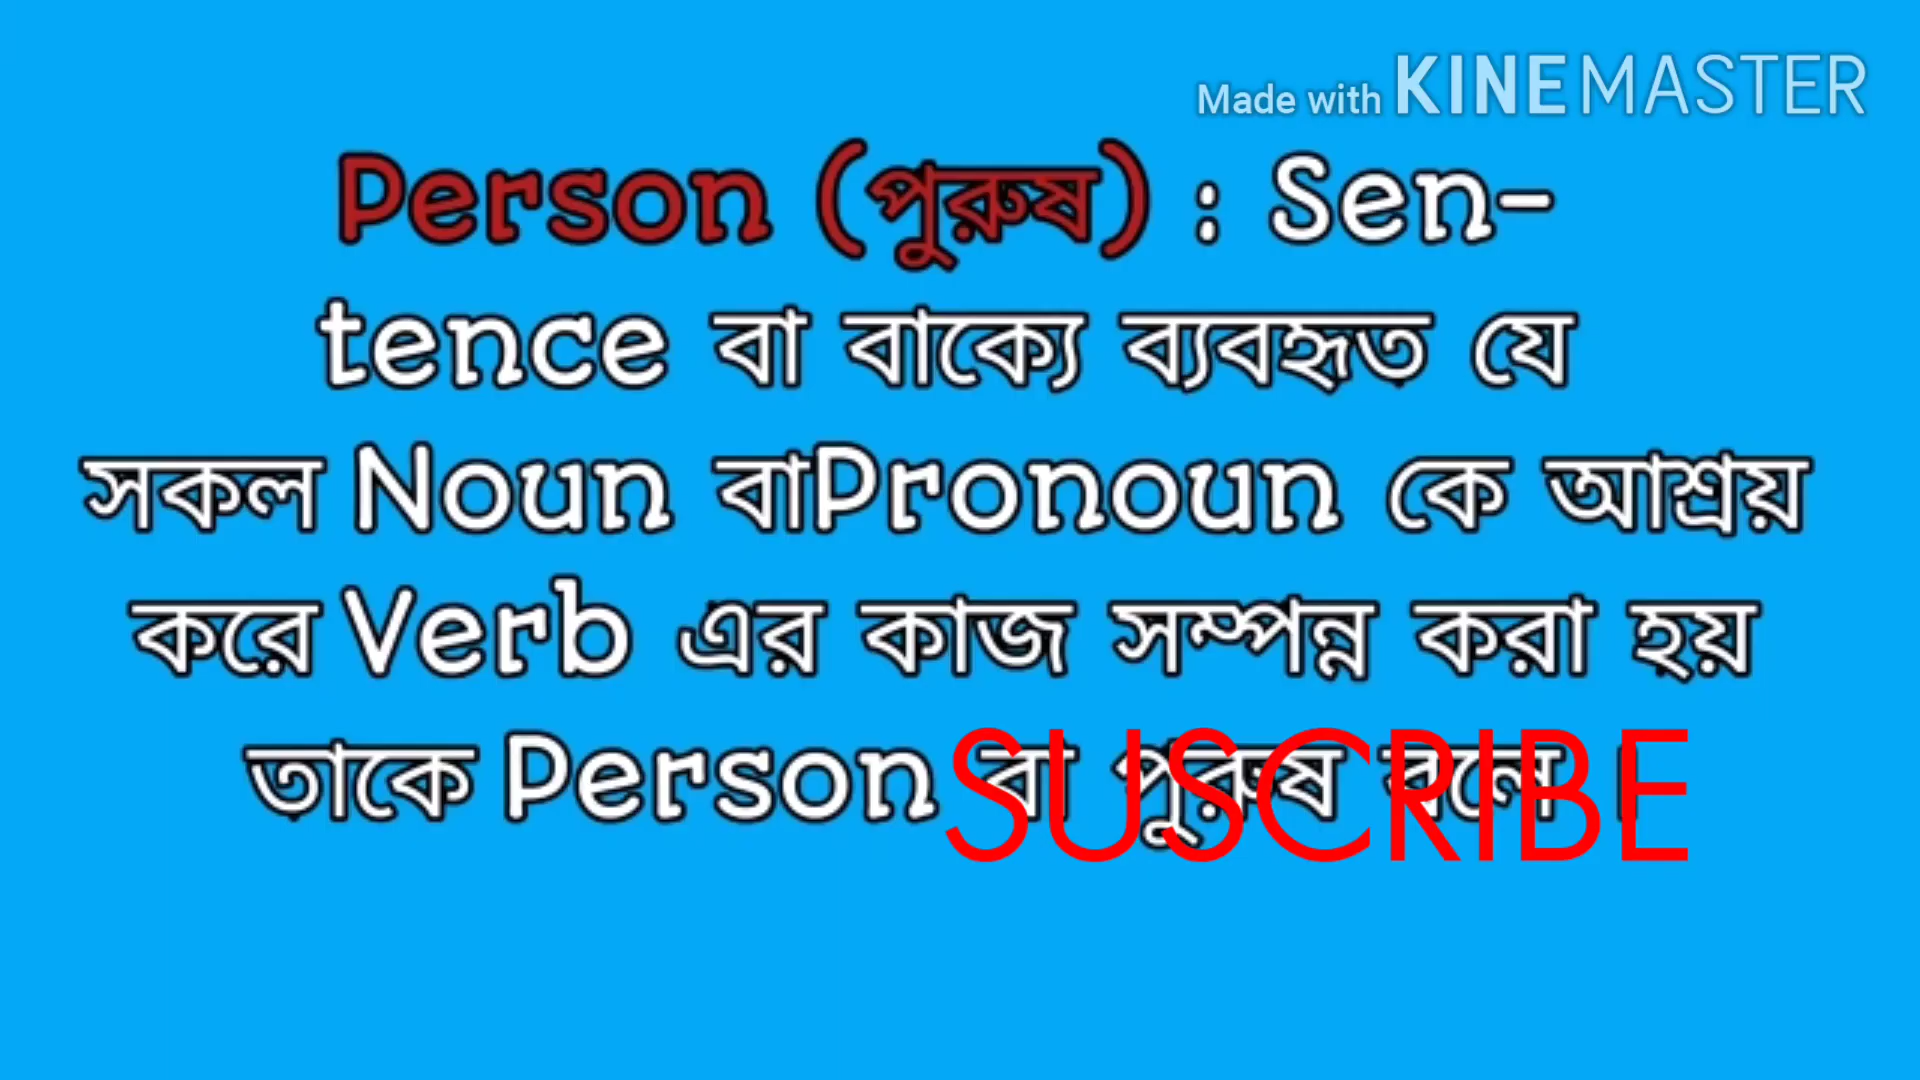 Made with KINEMASTER
Person (পুরুষ) : Sen-
tence বা বাক্যে ব্যবহৃত যে
সকল Noun বাPronoun কে আশ্রয়
করে Verb এর কাজ সম্পন্ন করা হয়
তাকে Person বা পুরুষ বলে ।
SUSCRIBE